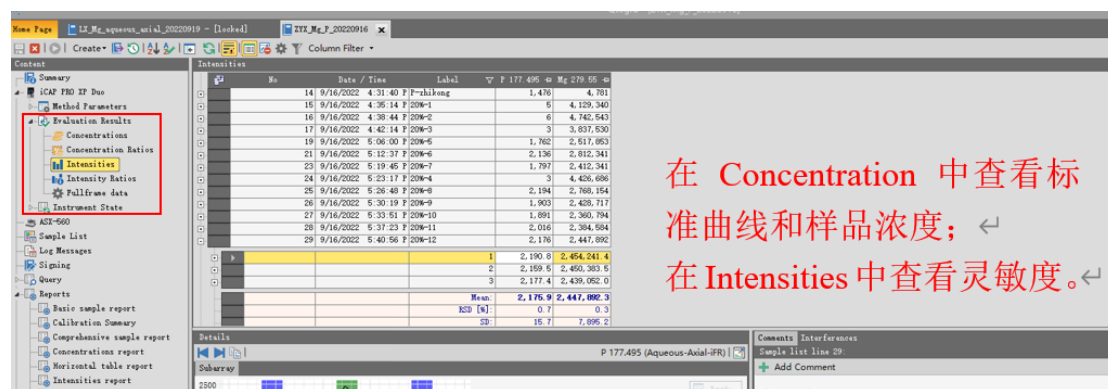 Home Page LX_Mg_aqueous_axial_20220919 - [locked] ZYX_Mg_P_20220916
Create Column Filter
Content
Summary
iCAP PRO XP Duo
Method Parameters
Evaluation Results
Concentrations
Concentration Ratios
Intensities
Intensity Ratios
Fullframe data
Instrument State
ASX-560
Sample List
Log Messages
Signing
Query
Reports
Basic sample report
Calibration Summary
Comprehensive sample report
Concentrations report
Horizontal table report
Intensities report
Intensities
No Date / Time Label P 177.495 Mg 279.55
14 9/16/2022 4:31:40 P P-zhikong 1,476 4,781
15 9/16/2022 4:35:14 P 20W-1 5 4,129,340
16 9/16/2022 4:38:44 P 20W-2 6 4,742,543
17 9/16/2022 4:42:14 P 20W-3 3 3,837,530
19 9/16/2022 5:06:00 P 20W-5 1,762 2,517,853
21 9/16/2022 5:12:37 P 20W-6 2,136 2,812,341
23 9/16/2022 5:19:45 P 20W-7 1,797 2,412,341
24 9/16/2022 5:23:17 P 20W-4 3 4,426,686
25 9/16/2022 5:26:48 P 20W-8 2,194 2,768,154
26 9/16/2022 5:30:19 P 20W-9 1,903 2,428,717
27 9/16/2022 5:33:51 P 20W-10 1,891 2,360,794
28 9/16/2022 5:37:23 P 20W-11 2,016 2,384,584
29 9/16/2022 5:40:56 P 20W-12 2,176 2,447,892
1 2,190.8 2,454,241.4
2 2,159.5 2,450,383.5
3 2,177.4 2,439,052.0
Mean: 2,175.9 2,447,892.3
RSD [%]: 0.7 0.3
SD: 15.7 7,895.2
在 Concentration 中查看标
准曲线和样品浓度；↵
在 Intensities 中查看灵敏度。↵
Details
P 177.495 (Aqueous-Axial-iFR)
Subarray
2500
Comments Interferences
Sample list line 29:
Add Comment